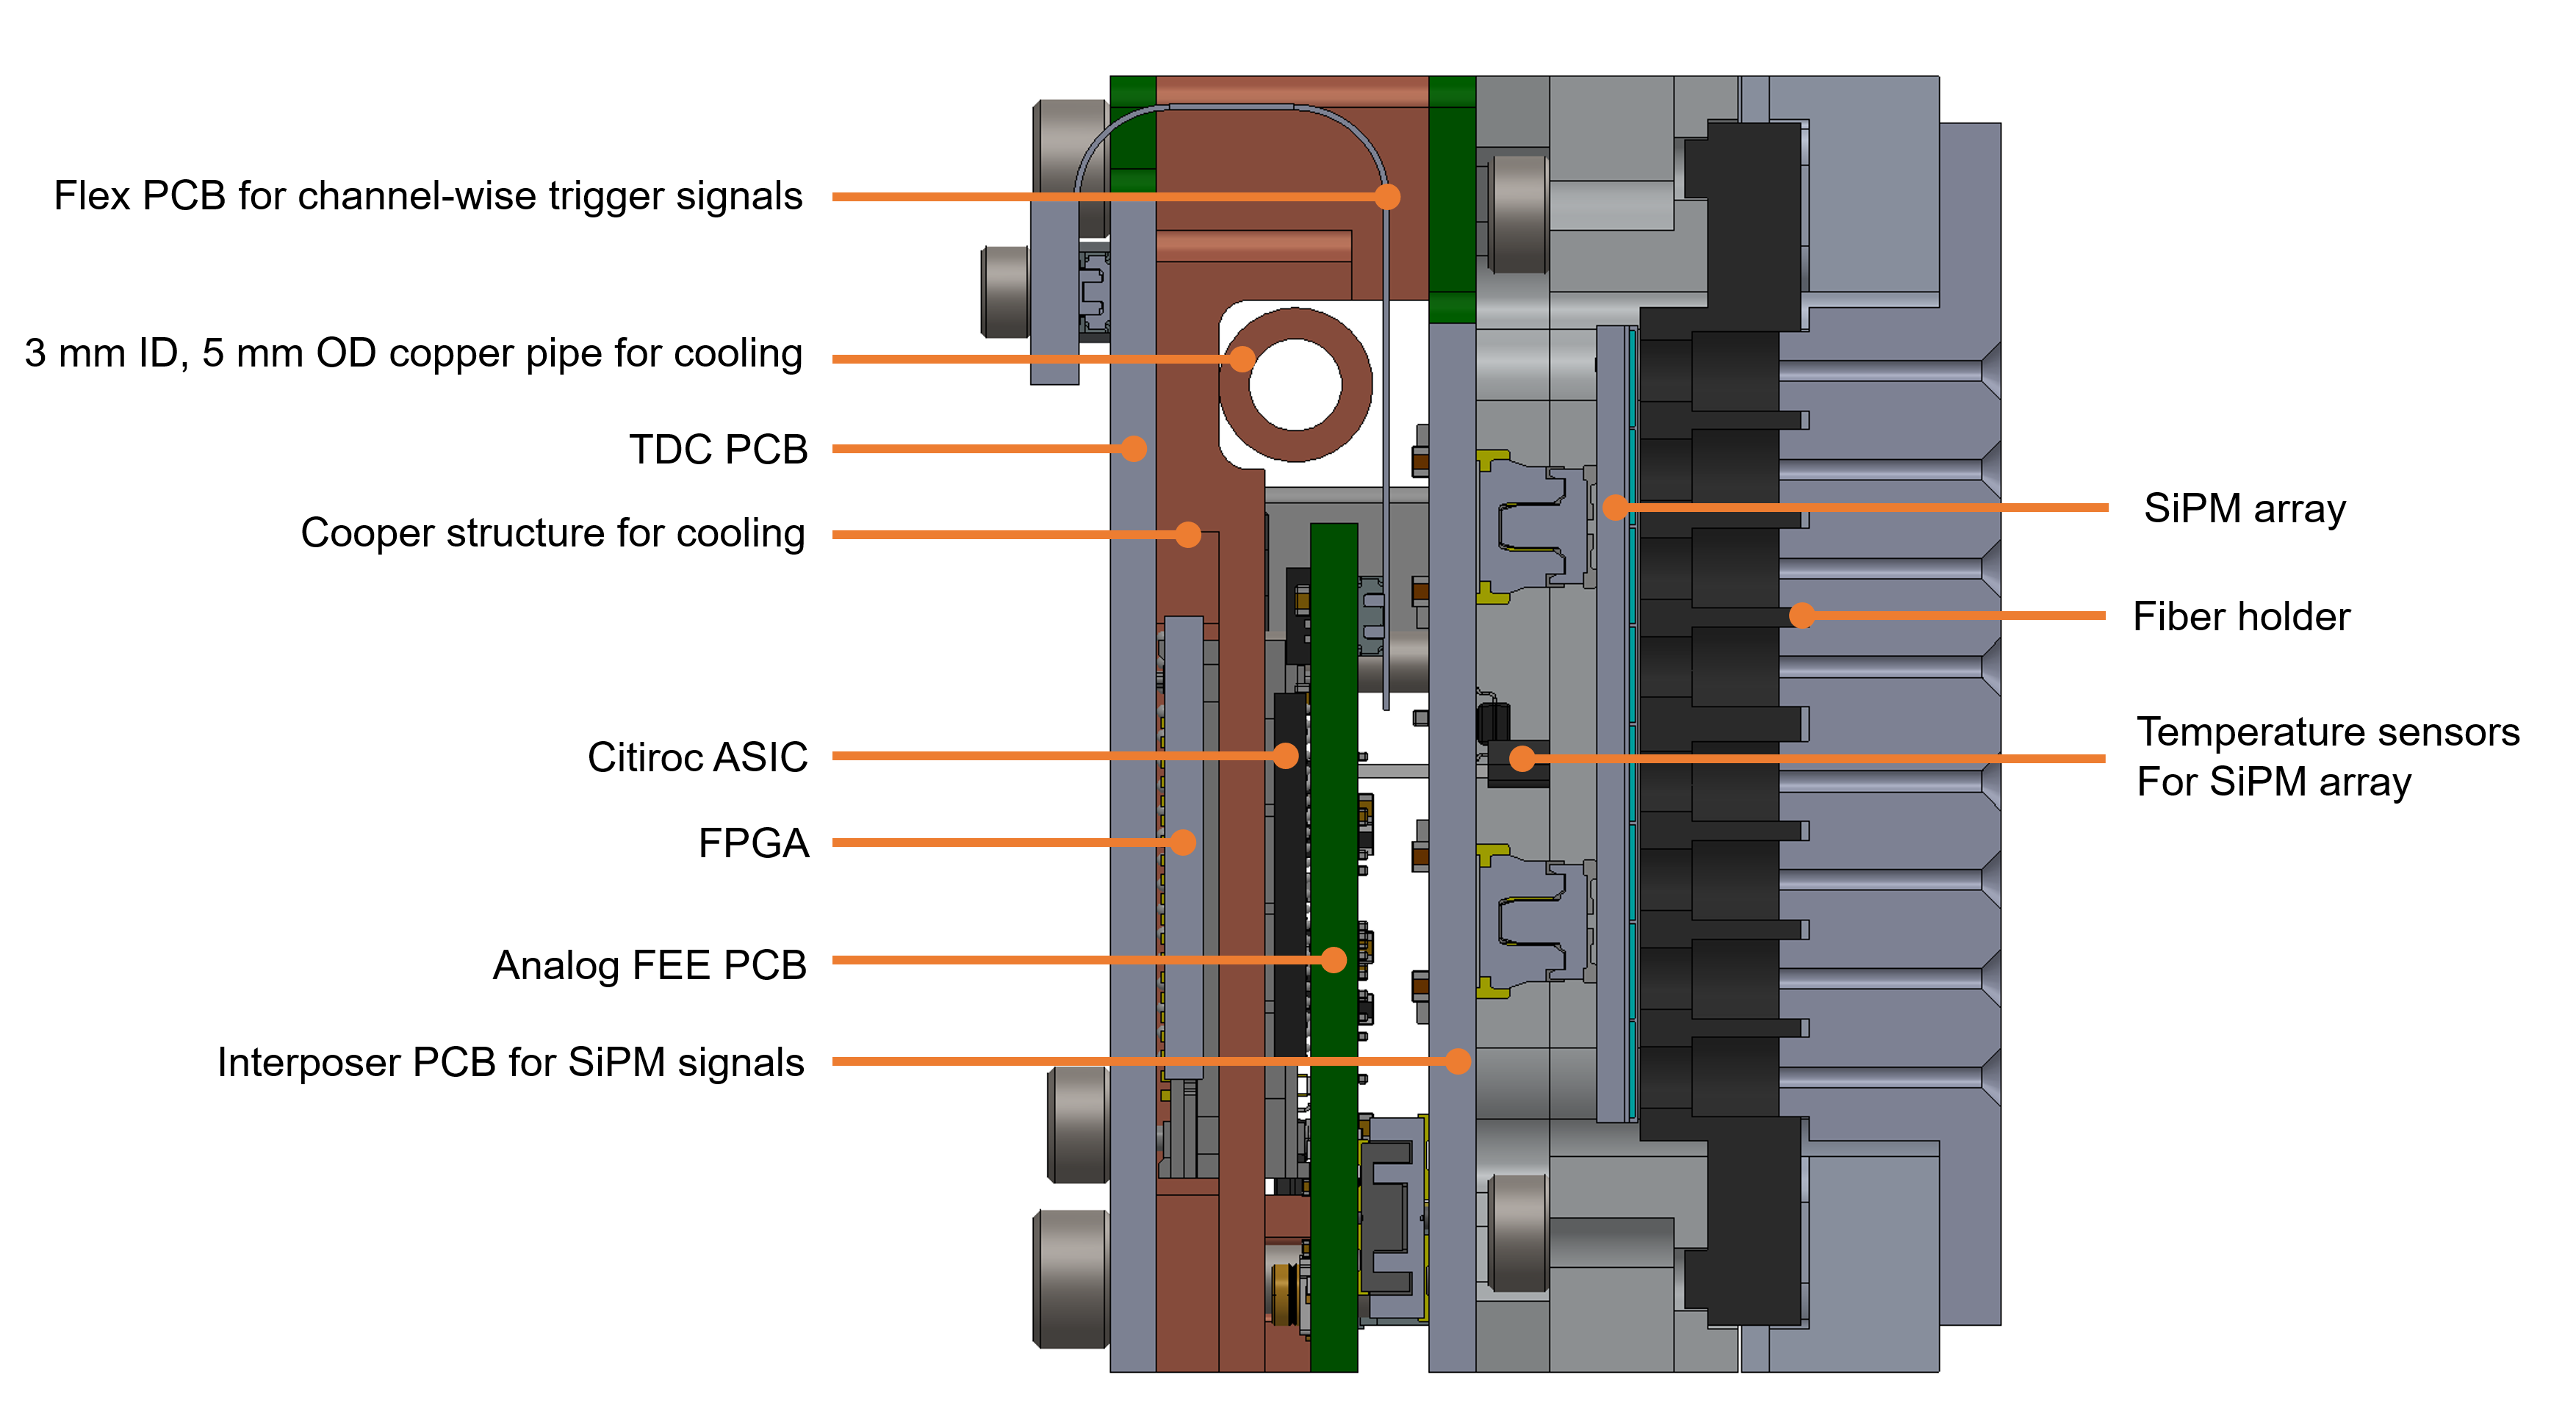 Flex PCB for channel-wise trigger signals
3 mm ID, 5 mm OD copper pipe for cooling
TDC PCB
Cooper structure for cooling
Citiroc ASIC
FPGA
Analog FEE PCB
Interposer PCB for SiPM signals
SiPM array
Fiber holder
Temperature sensors
For SiPM array